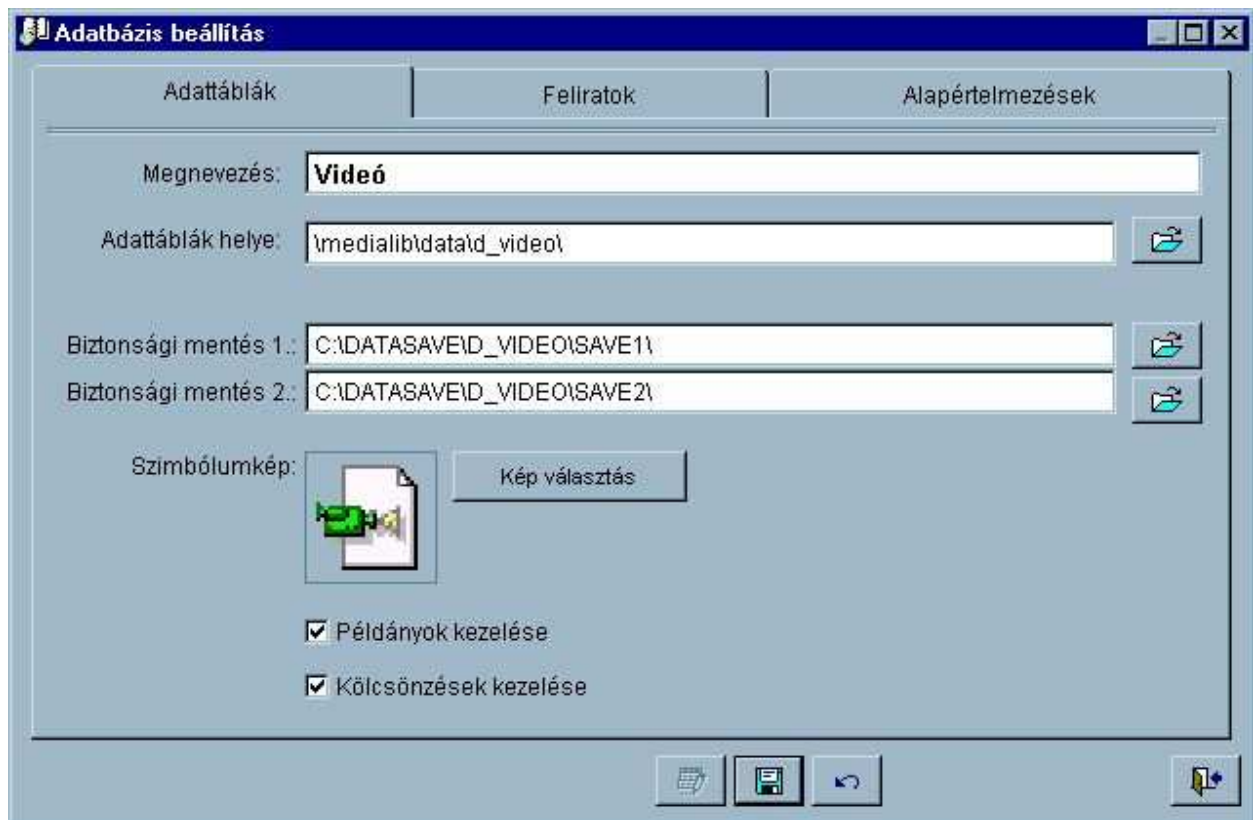 Adatbázis beállítás
Adattáblák Feliratok Alapértelmezések
Megnevezés: Videó
Adattáblák helye: \medialib\data\d_video\
Biztonsági mentés 1.: C:\DATASAVE\D_VIDEO\SAVE1\
Biztonsági mentés 2.: C:\DATASAVE\D_VIDEO\SAVE2\
Szimbólumkép: Kép választás
Példányok kezelése
Kölcsönzések kezelése